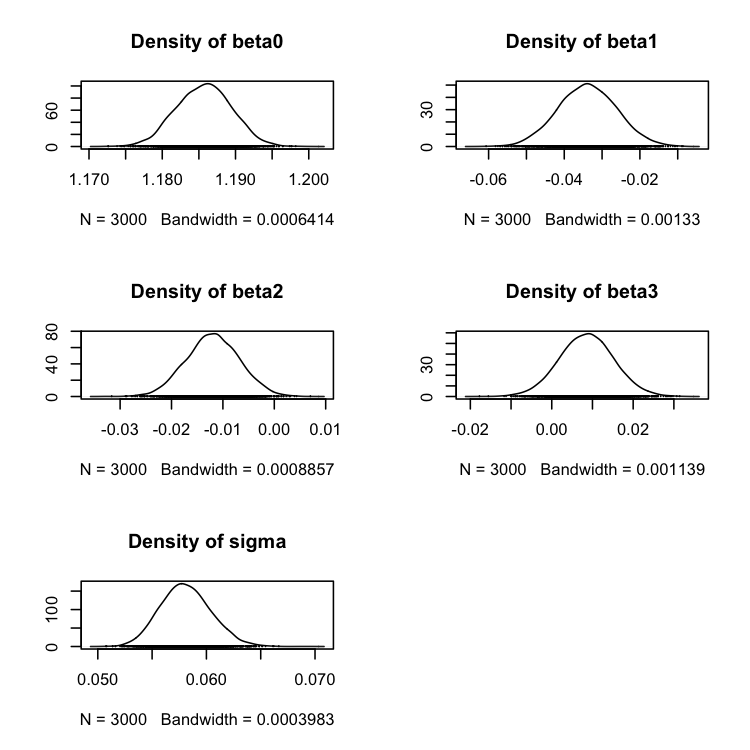 Density of beta0
60
0
1.170 1.180 1.190 1.200
N = 3000 Bandwidth = 0.0006414
Density of beta1
30
0
-0.06 -0.04 -0.02
N = 3000 Bandwidth = 0.00133
Density of beta2
80
40
0
-0.03 -0.02 -0.01 0.00 0.01
N = 3000 Bandwidth = 0.0008857
Density of beta3
30
0
-0.02 0.00 0.02
N = 3000 Bandwidth = 0.001139
Density of sigma
100
0
0.050 0.060 0.070
N = 3000 Bandwidth = 0.0003983